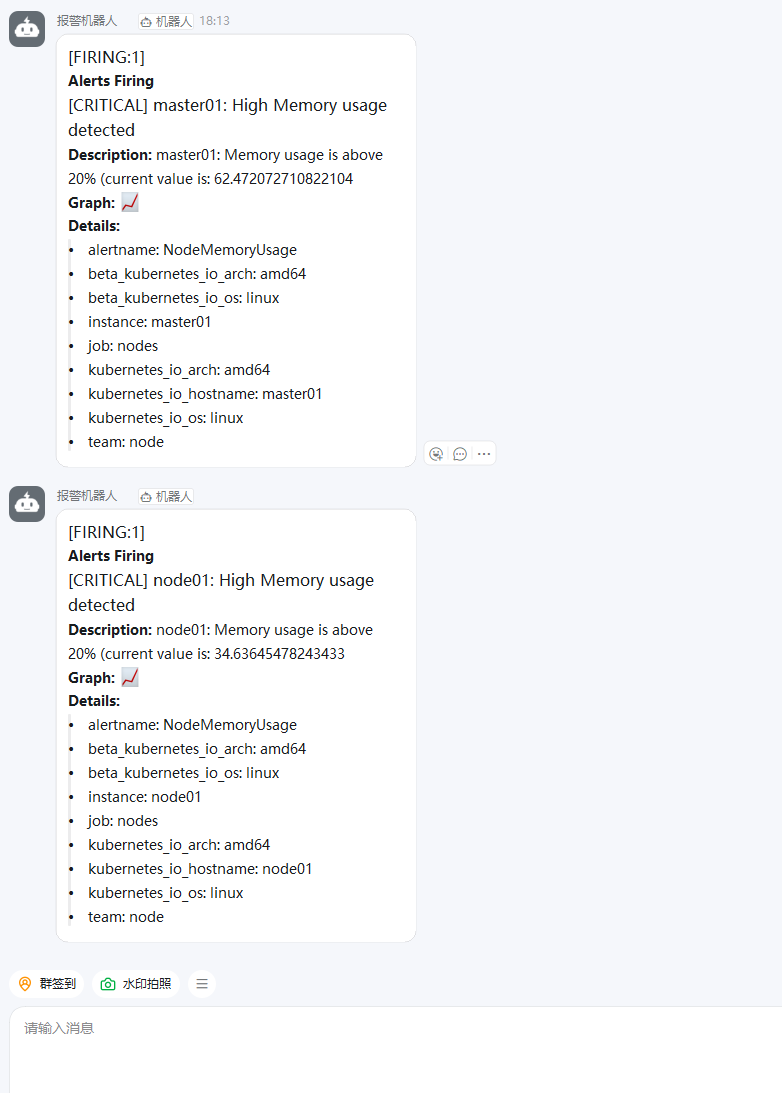 报警机器人 机器人 18:13
[FIRING:1]
Alerts Firing
[CRITICAL] master01: High Memory usage
detected
Description: master01: Memory usage is above
20% (current value is: 62.472072710822104
Graph:
Details:
• alertname: NodeMemoryUsage
• beta_kubernetes_io_arch: amd64
• beta_kubernetes_io_os: linux
• instance: master01
• job: nodes
• kubernetes_io_arch: amd64
• kubernetes_io_hostname: master01
• kubernetes_io_os: linux
• team: node
报警机器人 机器人
[FIRING:1]
Alerts Firing
[CRITICAL] node01: High Memory usage
detected
Description: node01: Memory usage is above
20% (current value is: 34.63645478243433
Graph:
Details:
• alertname: NodeMemoryUsage
• beta_kubernetes_io_arch: amd64
• beta_kubernetes_io_os: linux
• instance: node01
• job: nodes
• kubernetes_io_arch: amd64
• kubernetes_io_hostname: node01
• kubernetes_io_os: linux
• team: node
群签到 水印拍照
请输入消息